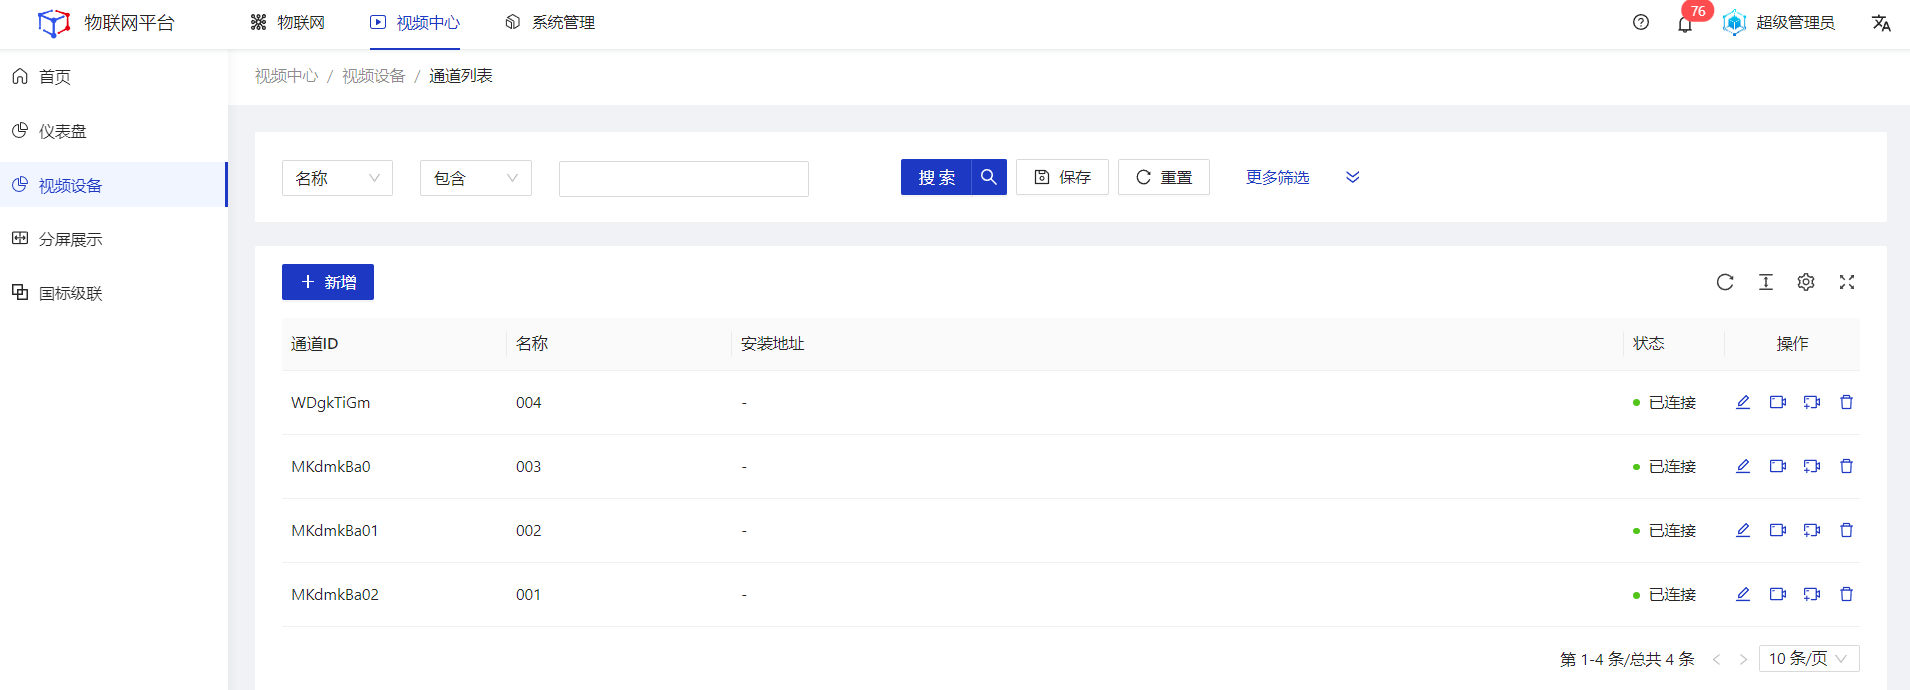 物联网平台
物联网
视频中心
系统管理
76
超级管理员
首页
仪表盘
视频设备
分屏展示
国标级联
视频中心 / 视频设备 / 通道列表
名称
包含
搜 索
保存
重置
更多筛选
新增
通道ID 名称 安装地址 状态 操作
WDgkTiGm 004 - 已连接
MKdmkBa0 003 - 已连接
MKdmkBa01 002 - 已连接
MKdmkBa02 001 - 已连接
第 1-4 条/总共 4 条
10 条/页